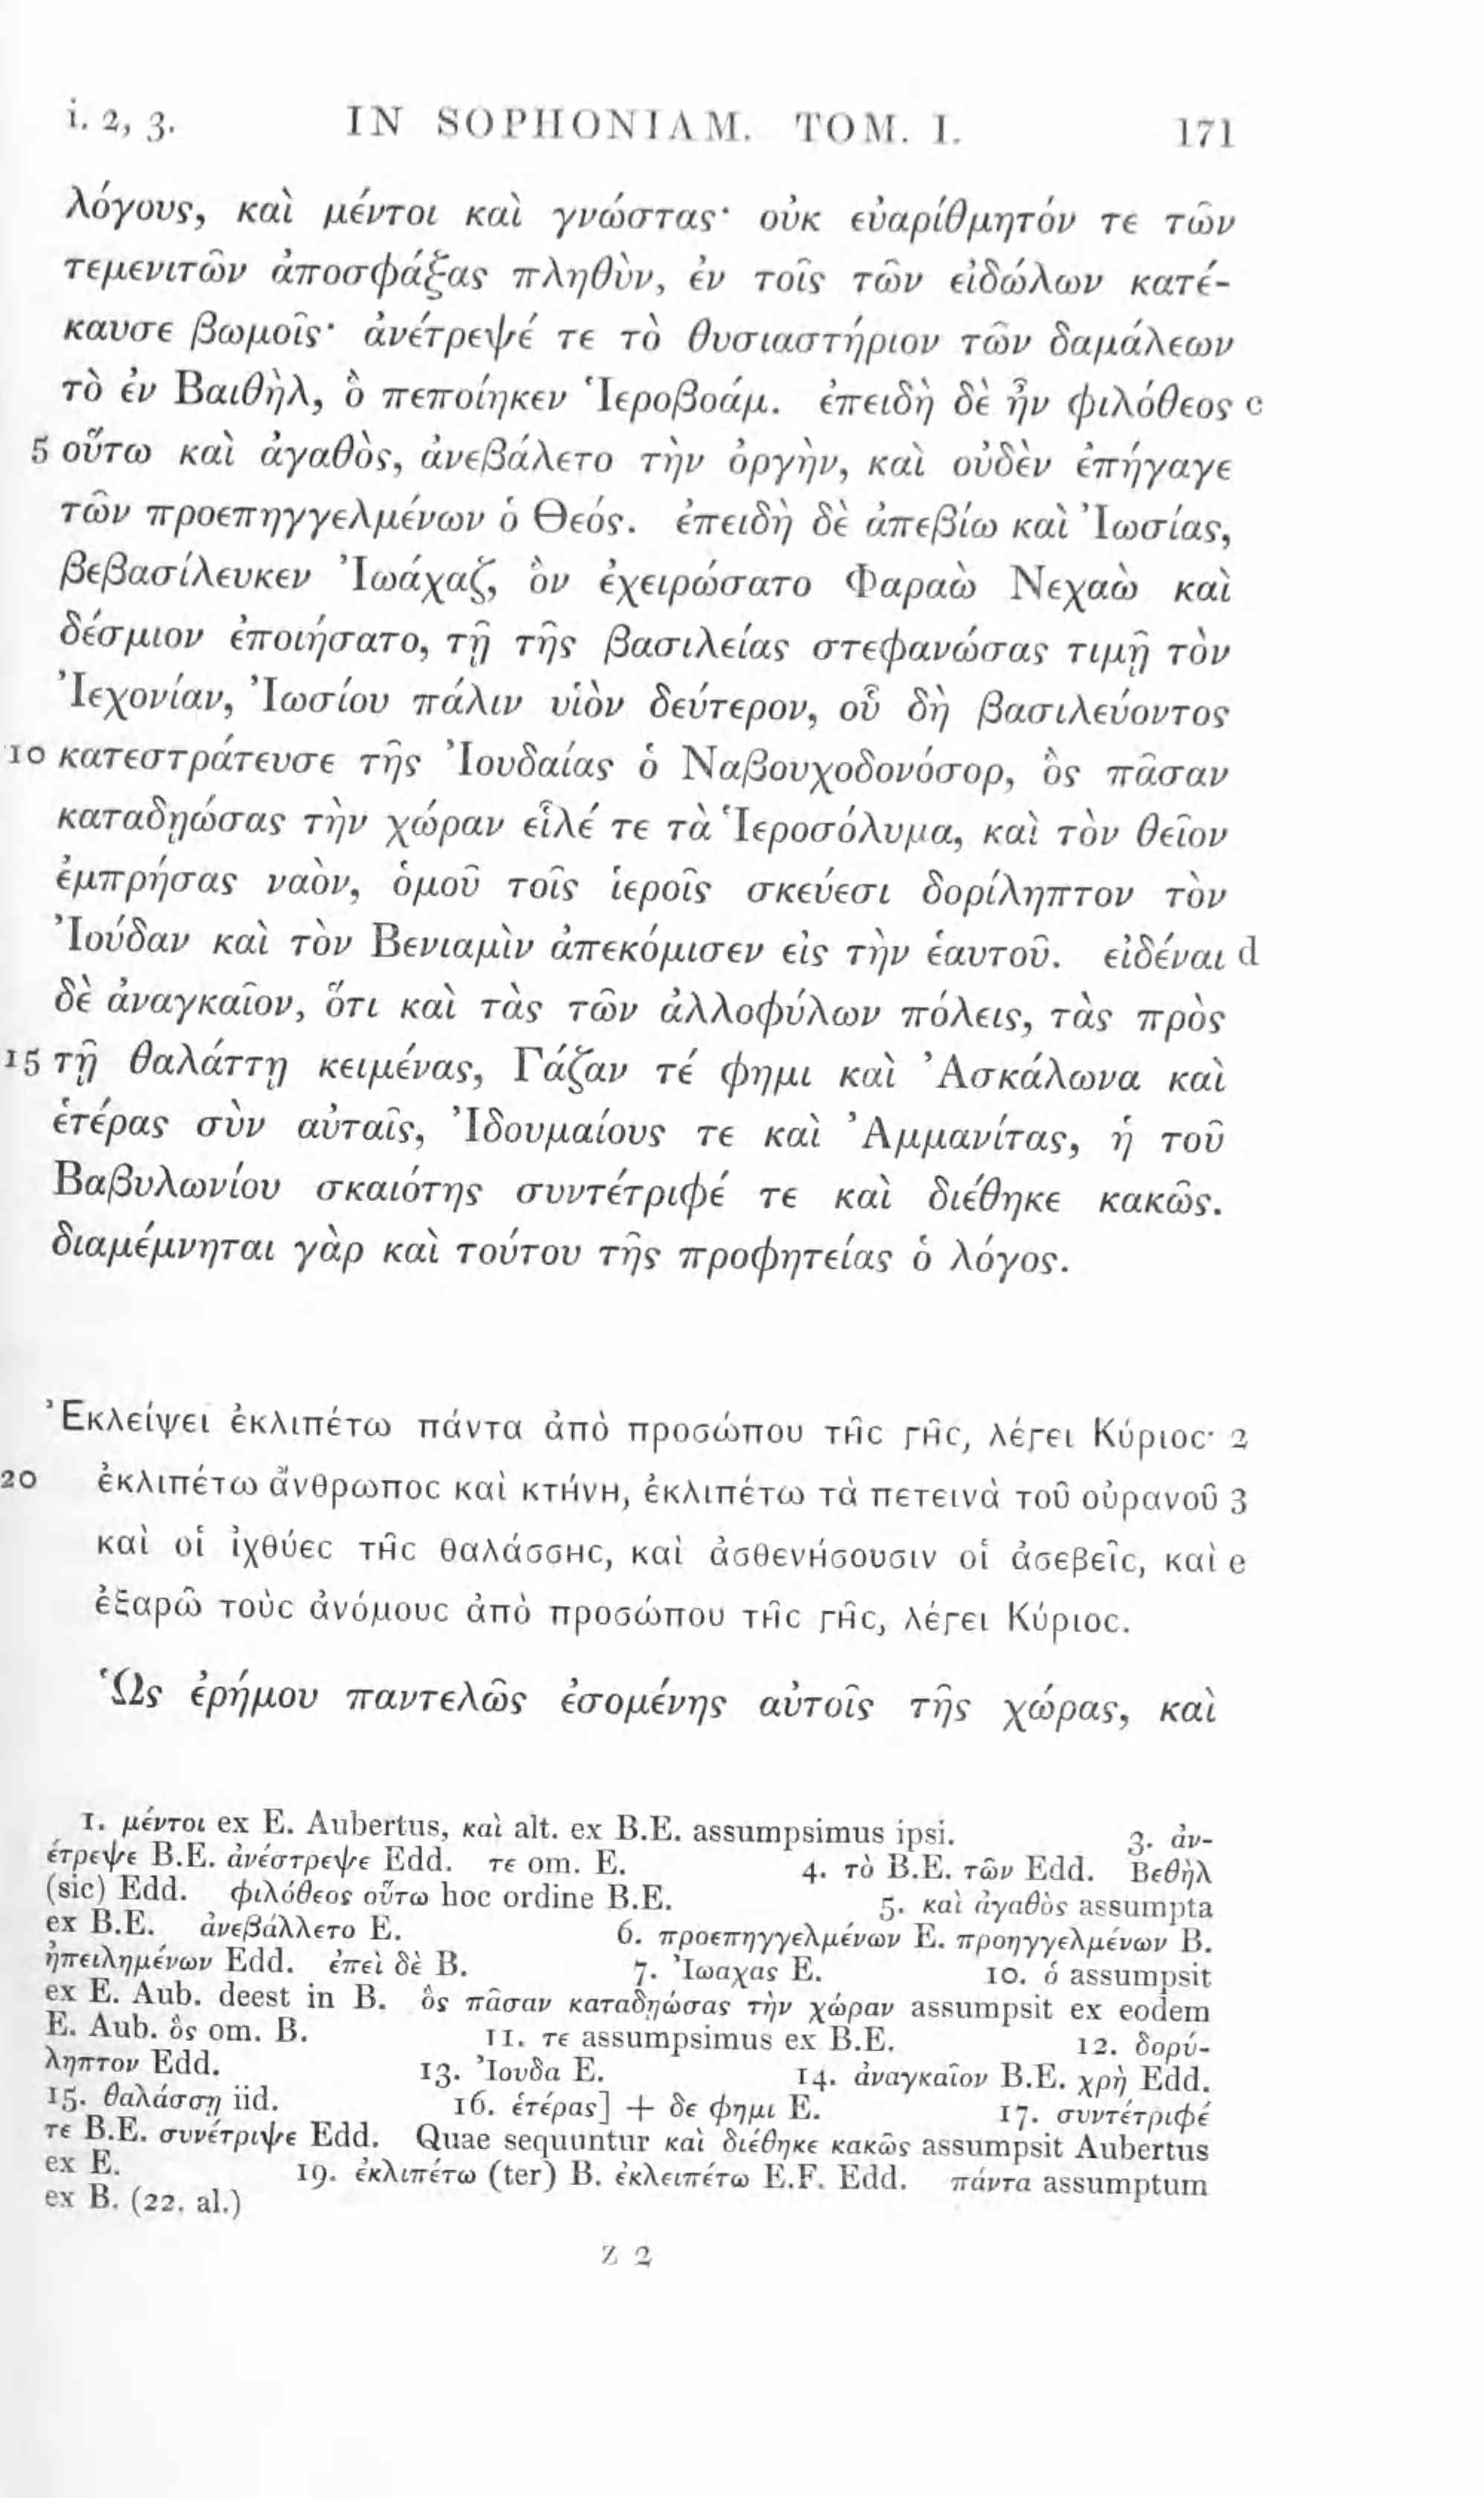 i. 2, 3. IN SOPHONIAM. TOM. I. 171
λόγους, καὶ μέντοι καὶ γνώστας· οὐκ εὐαρίθμητόν τε τῶν
τεμενιτῶν ἀποσφάξας πληθὺν, ἐν τοῖς τῶν εἰδώλων κατέ-
καυσε βωμοῖς· ἀνέτρεψέ τε τὸ θυσιαστήριον τῶν δαμάλεων
τὸ ἐν Βαιθὴλ, ὃ πεποίηκεν Ἱεροβοάμ. ἐπειδὴ δὲ ἦν φιλόθεος c
5 οὕτω καὶ ἀγαθὸς, ἀνεβάλετο τὴν ὀργὴν, καὶ οὐδὲν ἐπήγαγε
τῶν προεπηγγελμένων ὁ Θεός. ἐπειδὴ δὲ ἀπεβίω καὶ Ἰωσίας,
βεβασίλευκεν Ἰωάχαζ, ὃν ἐχειρώσατο Φαραὼ Νεχαὼ καὶ
δέσμιον ἐποιήσατο, τῇ τῆς βασιλείας στεφανώσας τιμῇ τὸν
Ἰεχονίαν, Ἰωσίου πάλιν υἱὸν δεύτερον, οὗ δὴ βασιλεύοντος
10 κατεστράτευσε τῆς Ἰουδαίας ὁ Ναβουχοδονόσορ, ὃς πᾶσαν
καταδῃώσας τὴν χώραν εἷλέ τε τὰ Ἱεροσόλυμα, καὶ τὸν θεῖον
ἐμπρήσας ναὸν, ὁμοῦ τοῖς ἱεροῖς σκεύεσι δορίληπτον τὸν
Ἰούδαν καὶ τὸν Βενιαμὶν ἀπεκόμισεν εἰς τὴν ἑαυτοῦ. εἰδέναι d
δὲ ἀναγκαῖον, ὅτι καὶ τὰς τῶν ἀλλοφύλων πόλεις, τὰς πρὸς
15 τῇ θαλάττῃ κειμένας, Γάζαν τέ φημι καὶ Ἀσκάλωνα καὶ
ἑτέρας σὺν αὐταῖς, Ἰδουμαίους τε καὶ Ἀμμανίτας, ἡ τοῦ
Βαβυλωνίου σκαιότης συντέτριφέ τε καὶ διέθηκε κακῶς.
διαμέμνηται γὰρ καὶ τούτου τῆς προφητείας ὁ λόγος.
Ἐκλείψει ἐκλιπέτω πάντα ἀπὸ προσώπου τῆς γῆς, λέγει Κύριος· 2
20 ἐκλιπέτω ἄνθρωπος καὶ κτήνη, ἐκλιπέτω τὰ πετεινὰ τοῦ οὐρανοῦ 3
καὶ οἱ ἰχθύες τῆς θαλάσσης, καὶ ἀσθενήσουσιν οἱ ἀσεβεῖς, καὶ e
ἐξαρῶ τοὺς ἀνόμους ἀπὸ προσώπου τῆς γῆς, λέγει Κύριος.
Ὡς ἐρήμου παντελῶς ἐσομένης αὐτοῖς τῆς χώρας, καὶ
1. μέντοι ex E. Aubertus, καὶ alt. ex B.E. assumpsimus ipsi. 3. ἀν-
έτρεψε B.E. ἀνέστρεψε Edd. τε om. E. 4. τὸ B.E. τῶν Edd. Βεθὴλ
(sic) Edd. φιλόθεος οὕτω hoc ordine B.E. 5. καὶ ἀγαθὸς assumpta
ex B.E. ἀνεβάλλετο E. 6. προεπηγγελμένων E. προηγγελμένων B.
ἠπειλημένων Edd. ἐπεὶ δὲ B. 7. Ἰωαχας E. 10. ὁ assumpsit
ex E. Aub. deest in B. ὃς πᾶσαν καταδῃώσας τὴν χώραν assumpsit ex eodem
E. Aub. ὃς om. B. 11. τε assumpsimus ex B.E. 12. δορύ-
ληπτον Edd. 13. Ἰουδα E. 14. ἀναγκαῖον B.E. χρὴ Edd.
15. θαλάσσῃ iid. 16. ἑτέρας] + δε φημι E. 17. συντέτριφέ
τε B.E. συνέτριψε Edd. Quae sequuntur καὶ διέθηκε κακῶς assumpsit Aubertus
ex E. 19. ἐκλιπέτω (ter) B. ἐκλειπέτω E.F. Edd. πάντα assumptum
ex B. (22. al.)
Z 2